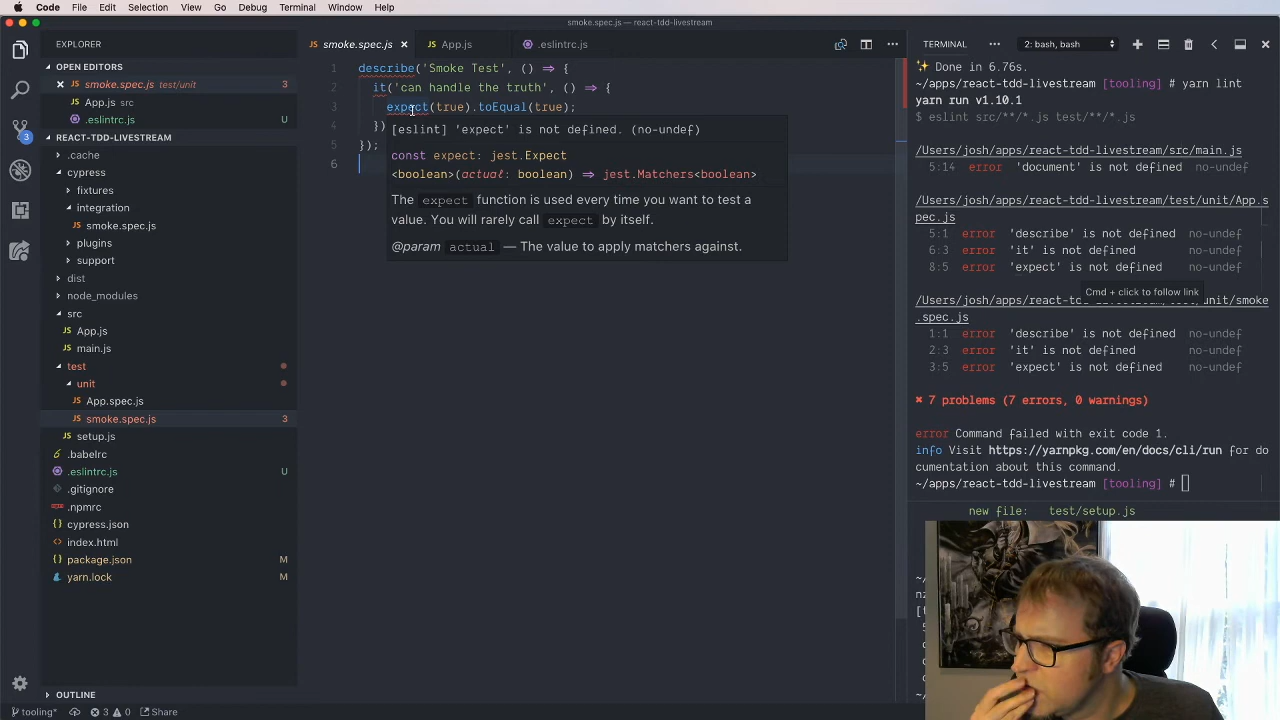 Code File Edit Selection View Go Debug Terminal Window Help
smoke.spec.js — react-tdd-livestream
EXPLORER
OPEN EDITORS
smoke.spec.js test/unit 3
App.js src
.eslintrc.js U
REACT-TDD-LIVESTREAM
.cache
cypress
fixtures
integration
smoke.spec.js
plugins
support
dist
node_modules
src
App.js
main.js
test
unit
App.spec.js
smoke.spec.js 3
setup.js
.babelrc
.eslintrc.js U
.gitignore
.npmrc
cypress.json
index.html
package.json M
yarn.lock M
OUTLINE
3
tooling* 3 0 Share
smoke.spec.js App.js .eslintrc.js
1 describe('Smoke Test', () => {
2 it('can handle the truth', () => {
3 expect(true).toEqual(true);
4 })
5 });
6
[eslint] 'expect' is not defined. (no-undef)
const expect: jest.Expect
<boolean>(actual: boolean) => jest.Matchers<boolean>
The expect function is used every time you want to test a
value. You will rarely call expect by itself.
@param actual — The value to apply matchers against.
TERMINAL 2: bash, bash
✨ Done in 6.76s.
~/apps/react-tdd-livestream [tooling] # yarn lint
yarn run v1.10.1
$ eslint src/**/*.js test/**/*.js
/Users/josh/apps/react-tdd-livestream/src/main.js
5:14 error 'document' is not defined no-undef
/Users/josh/apps/react-tdd-livestream/test/unit/App.s
pec.js
5:1 error 'describe' is not defined no-undef
6:3 error 'it' is not defined no-undef
8:5 error 'expect' is not defined no-undef
Cmd + click to follow link
/Users/josh/apps/react-tdd-livestream/test/unit/smoke
.spec.js
1:1 error 'describe' is not defined no-undef
2:3 error 'it' is not defined no-undef
3:5 error 'expect' is not defined no-undef
✖ 7 problems (7 errors, 0 warnings)
error Command failed with exit code 1.
info Visit https://yarnpkg.com/en/docs/cli/run for do
cumentation about this command.
~/apps/react-tdd-livestream [tooling] #
new file: test/setup.js